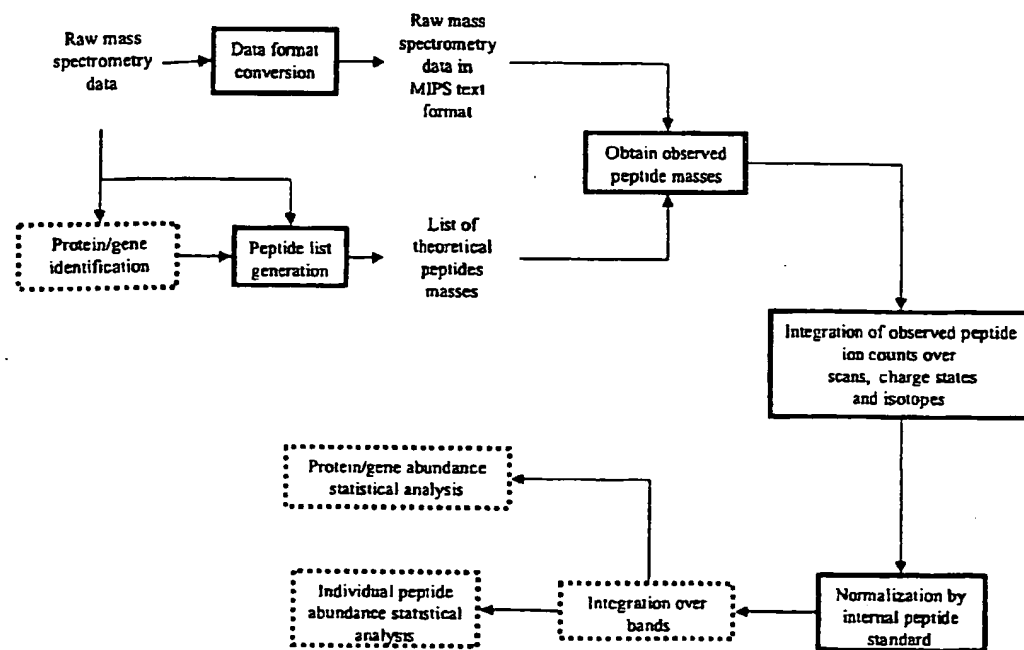 Raw mass
spectrometry
data
Data format
conversion
Raw mass
spectrometry
data in
MIPS text
format
Obtain observed
peptide masses
Protein/gene
identification
Peptide list
generation
List of
theoretical
peptides
masses
Integration of observed peptide
ion counts over
scans, charge states
and isotopes
Protein/gene abundance
statistical analysis
Individual peptide
abundance statistical
analysis
Integration over
bands
Normalization by
internal peptide
standard